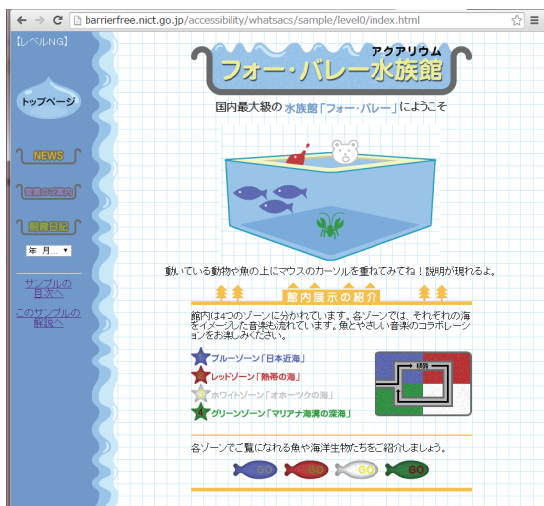 barrierfree.nict.go.jp/accessibility/whatsacs/sample/level0/index.html
【レベルNG】
トップページ
NEWS
飼育日記
年 月...
サンプルの
目次へ
このサンプルの
解説へ
アクアリウム
フォー・バレー水族館
国内最大級の 水族館「フォー・バレー」にようこそ
動いている動物や魚の上にマウスのカーソルを重ねてみてね！説明が現れるよ。
館内展示の紹介
館内は4つのゾーンに分かれています。各ゾーンでは、それぞれの海
をイメージした音楽も流れています。魚とやさしい音楽のコラボレーシ
ョンをお楽しみください。
ブルーゾーン「日本近海」
レッドゾーン「熱帯の海」
ホワイトゾーン「オホーツクの海」
4 グリーンゾーン「マリアナ海溝の深海」
各ゾーンでご覧になれる魚や海洋生物たちをご紹介しましょう。
GO GO GO GO